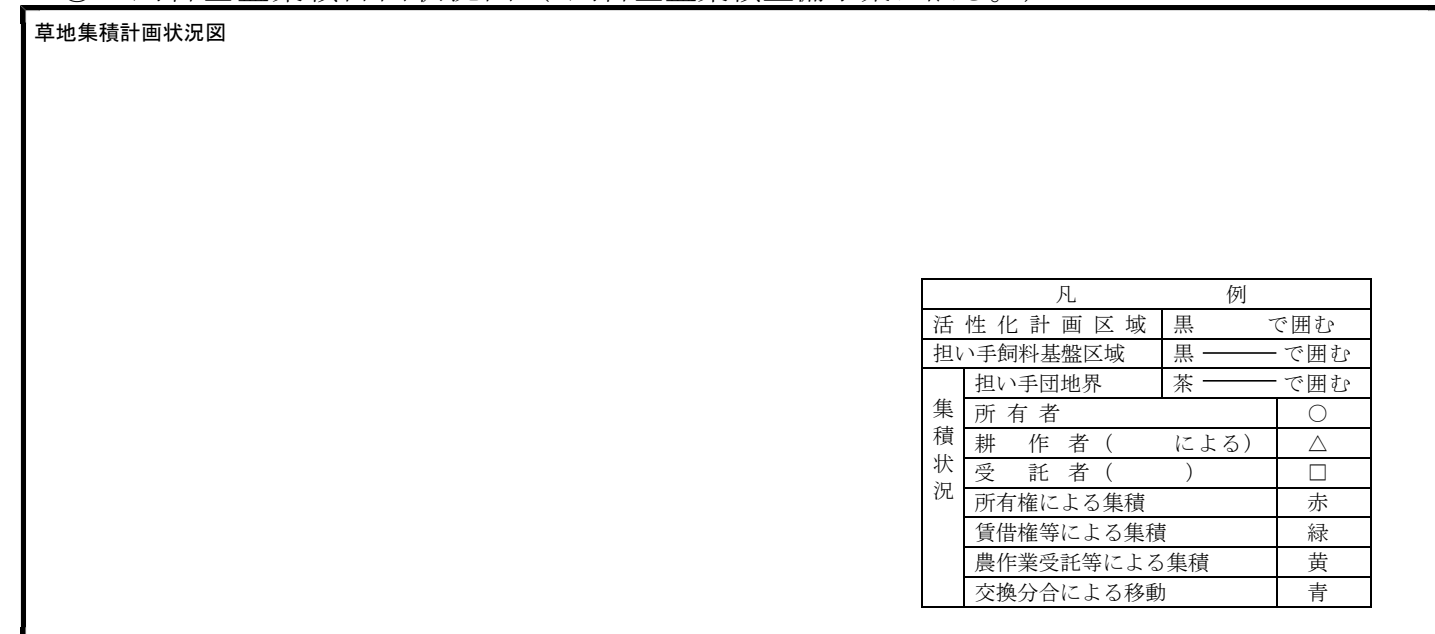 草地集積計画状況図
凡 例
活性化計画区域 黒 で囲む
担い手飼料基盤区域 黒 ――― で囲む
集積状況
担い手団地界 茶 ――― で囲む
所有者 ○
耕作者( による) △
受託者( ) □
所有権による集積 赤
賃借権等による集積 緑
農作業受託等による集積 黄
交換分合による移動 青